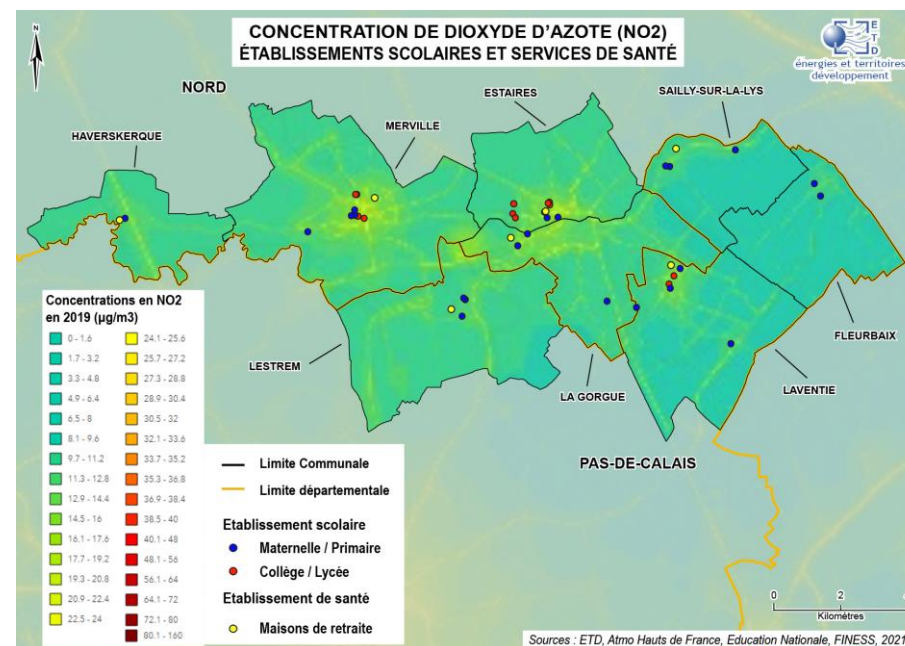 CONCENTRATION DE DIOXYDE D'AZOTE (NO2)
ÉTABLISSEMENTS SCOLAIRES ET SERVICES DE SANTÉ
N
E
T
D
énergies et territoires
développement
NORD
ESTAIRES
SAILLY-SUR-LA-LYS
HAVERSKERQUE
MERVILLE
FLEURBAIX
LESTREM
LA GORGUE
LAVENTIE
PAS-DE-CALAIS
Concentrations en NO2
en 2019 (µg/m3)
0 - 1.6
1.7 - 3.2
3.3 - 4.8
4.9 - 6.4
6.5 - 8
8.1 - 9.6
9.7 - 11.2
11.3 - 12.8
12.9 - 14.4
14.5 - 16
16.1 - 17.6
17.7 - 19.2
19.3 - 20.8
20.9 - 22.4
22.5 - 24
24.1 - 25.6
25.7 - 27.2
27.3 - 28.8
28.9 - 30.4
30.5 - 32
32.1 - 33.6
33.7 - 35.2
35.3 - 36.8
36.9 - 38.4
38.5 - 40
40.1 - 48
48.1 - 56
56.1 - 64
64.1 - 72
72.1 - 80
80.1 - 160
Limite Communale
Limite départementale
Etablissement scolaire
Maternelle / Primaire
Collège / Lycée
Etablissement de santé
Maisons de retraite
0 2 4
Kilomètres
Sources : ETD, Atmo Hauts de France, Education Nationale, FINESS, 2021